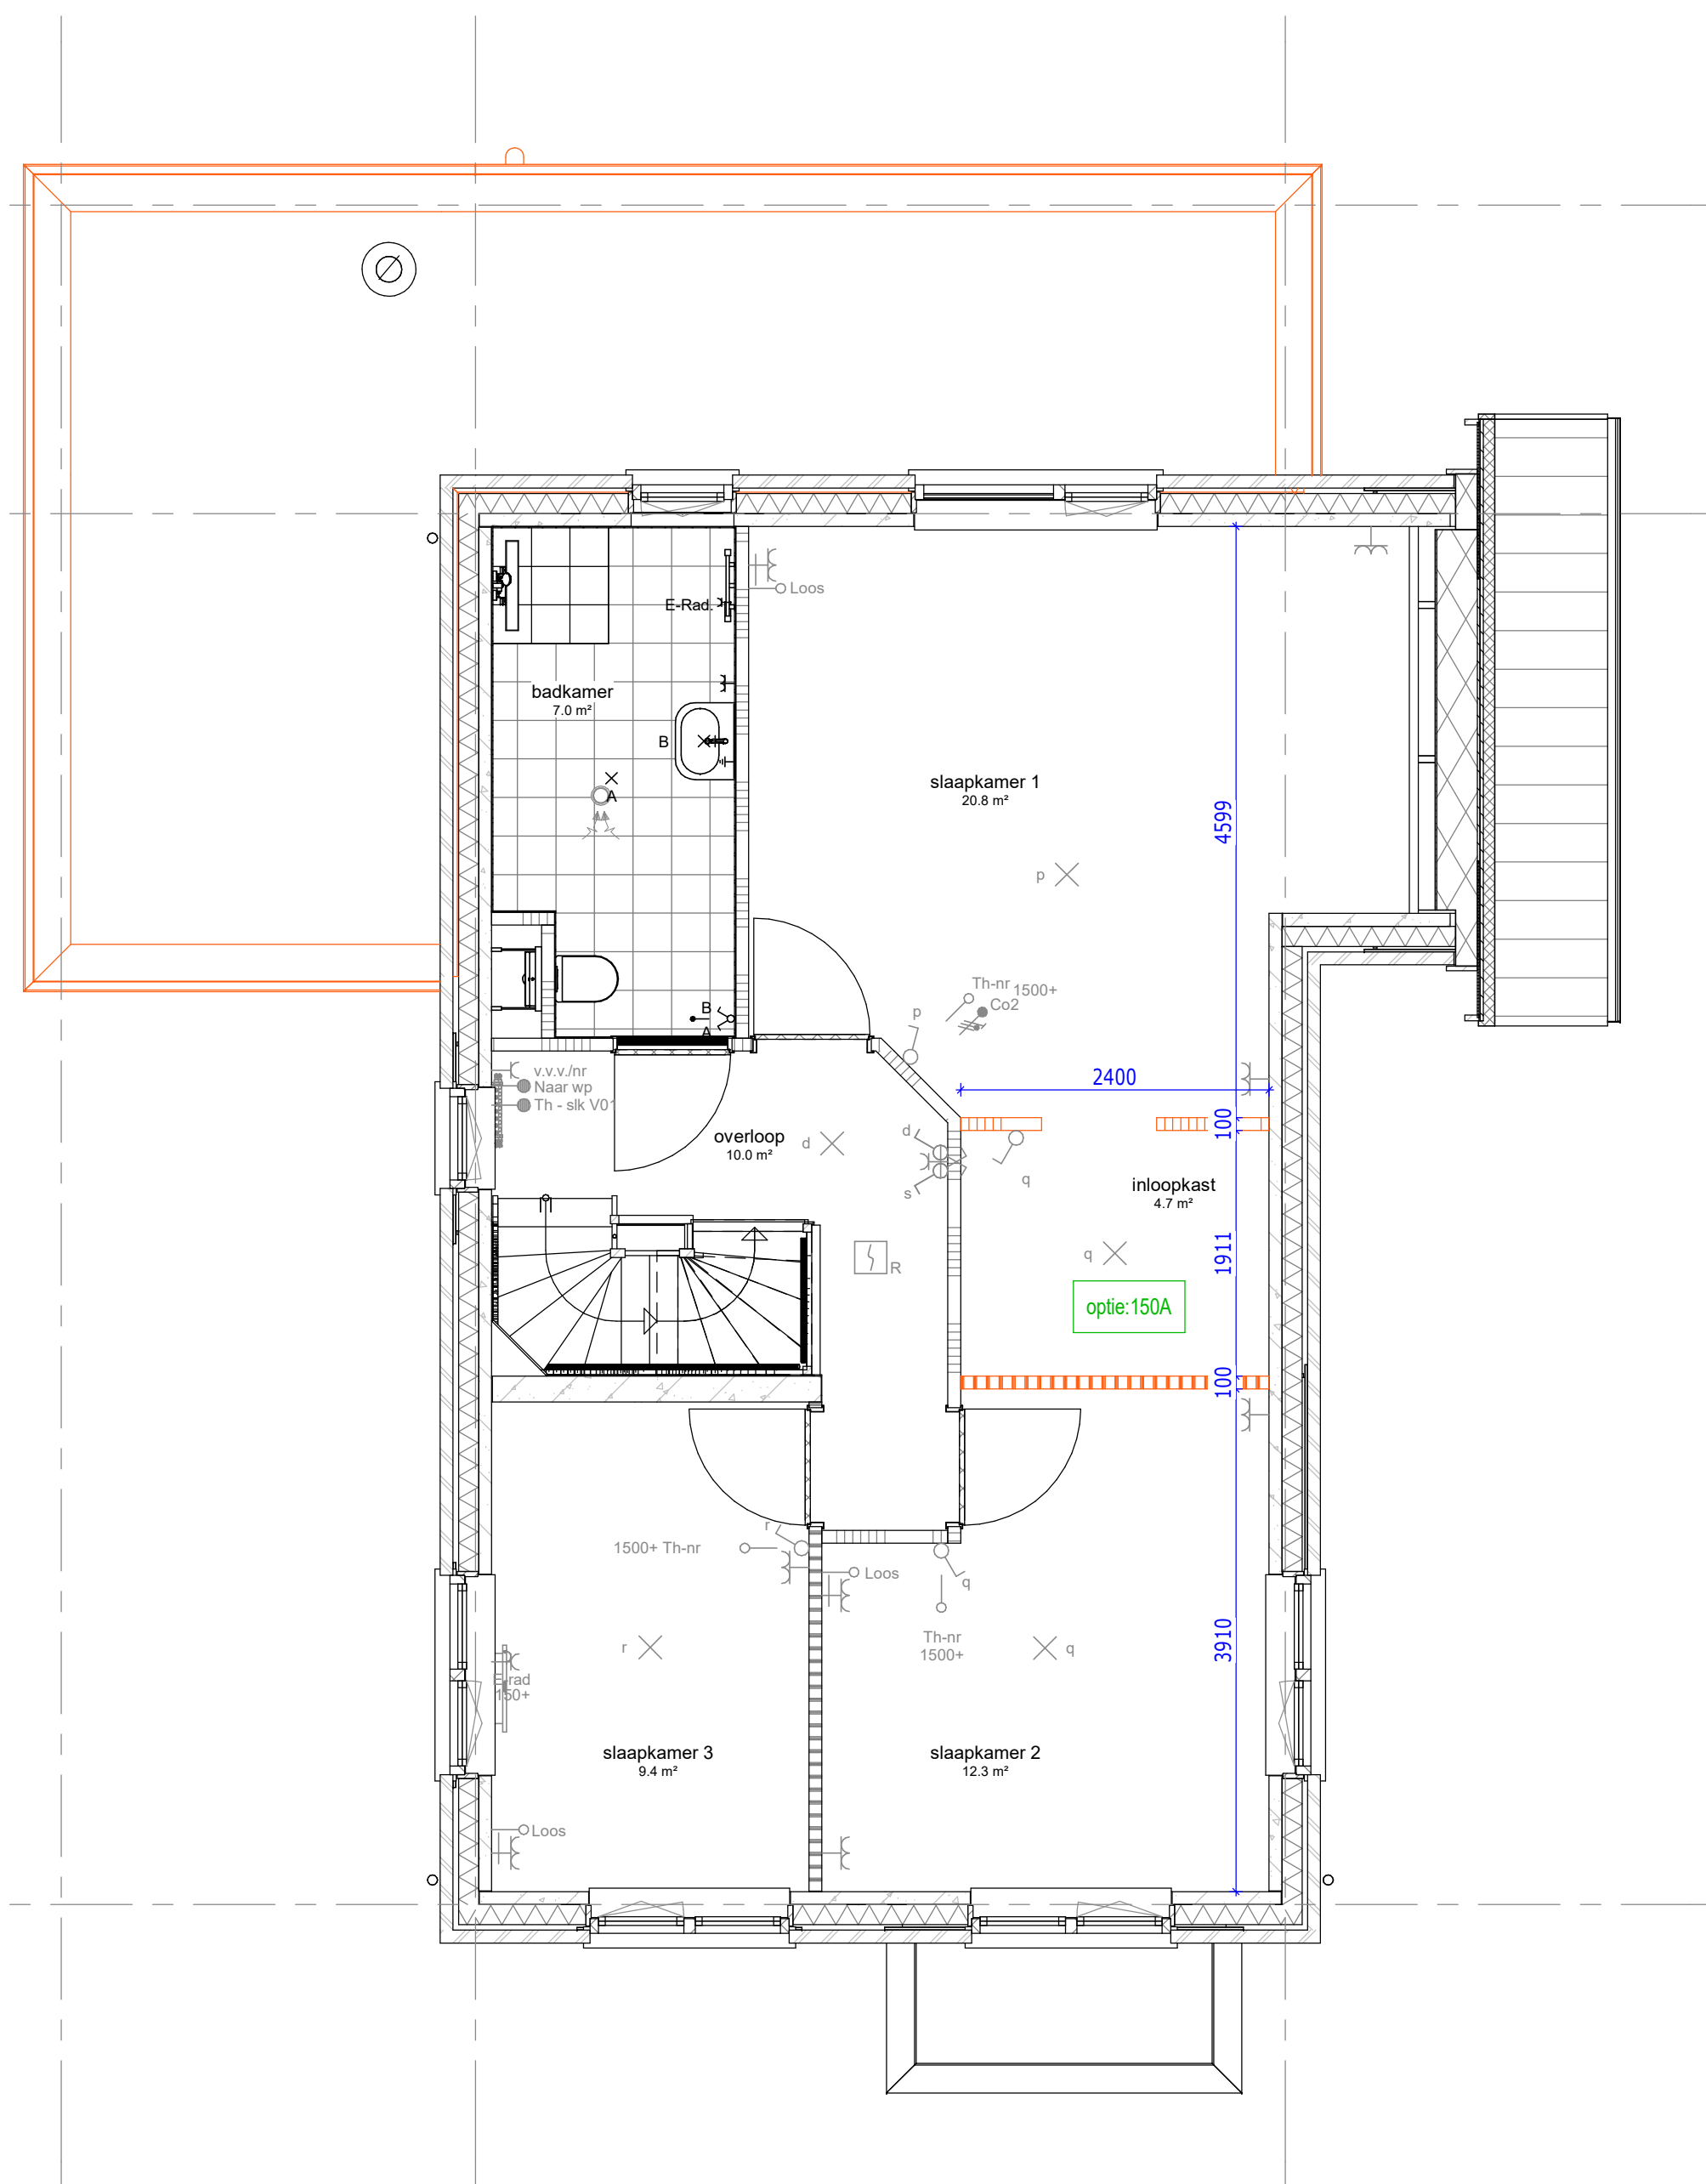 Loos
E-Rad.
badkamer
7.0 m²
B
A
slaapkamer 1
20.8 m²
4599
p
Th-nr 1500+
Co2
p
B
A
v.v.v./nr
Naar wp
Th - slk V01
2400
100
overloop
10.0 m²
d
d
s
q
inloopkast
4.7 m²
1911
q
R
optie:150A
100
r
1500+ Th-nr
Loos
q
Th-nr
1500+
r
q
3910
E-rad
150+
slaapkamer 3
9.4 m²
slaapkamer 2
12.3 m²
Loos